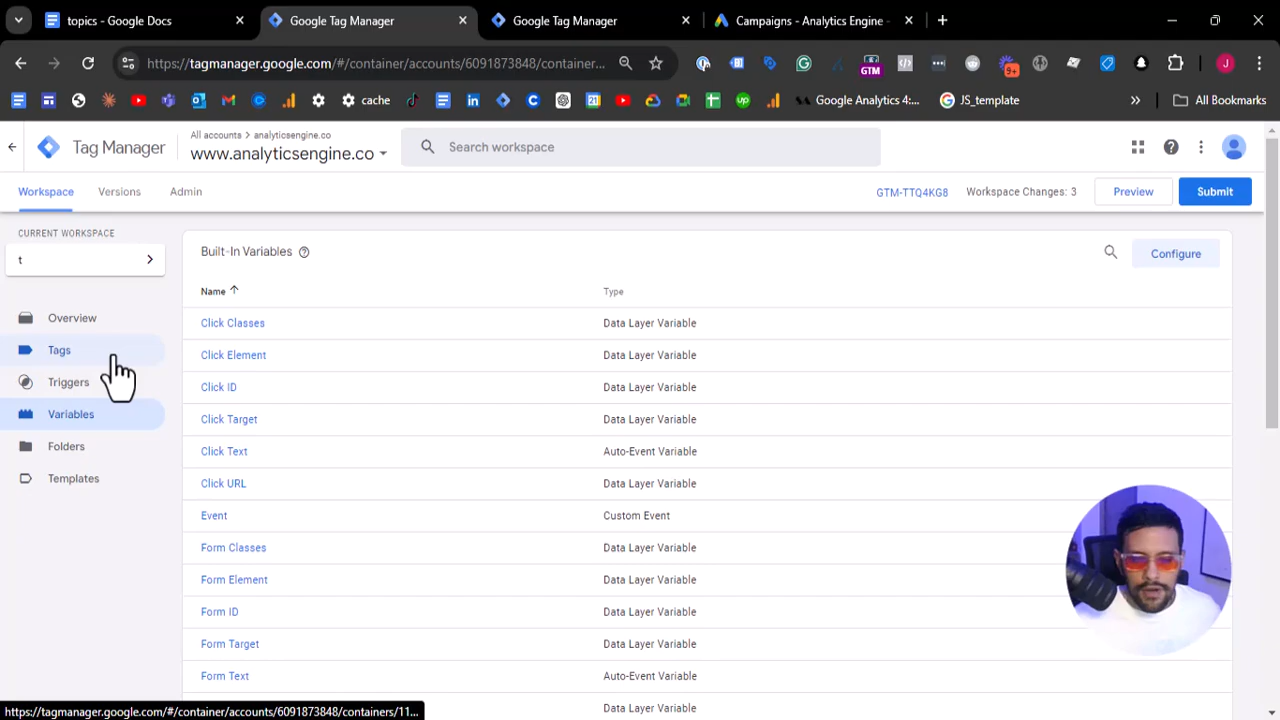 topics - Google Docs
Google Tag Manager
Google Tag Manager
Campaigns - Analytics Engine -
https://tagmanager.google.com/#/container/accounts/6091873848/container...
GTM
9+
J
cache
Google Analytics 4:...
JS_template
All Bookmarks
Tag Manager
All accounts > analyticsengine.co
www.analyticsengine.co
Search workspace
Workspace
Versions
Admin
GTM-TTQ4KG8
Workspace Changes: 3
Preview
Submit
CURRENT WORKSPACE
t
Overview
Tags
Triggers
Variables
Folders
Templates
Built-In Variables
Configure
Name
Type
Click Classes
Data Layer Variable
Click Element
Data Layer Variable
Click ID
Data Layer Variable
Click Target
Data Layer Variable
Click Text
Auto-Event Variable
Click URL
Data Layer Variable
Event
Custom Event
Form Classes
Data Layer Variable
Form Element
Data Layer Variable
Form ID
Data Layer Variable
Form Target
Data Layer Variable
Form Text
Auto-Event Variable
Data Layer Variable
https://tagmanager.google.com/#/container/accounts/6091873848/containers/11...